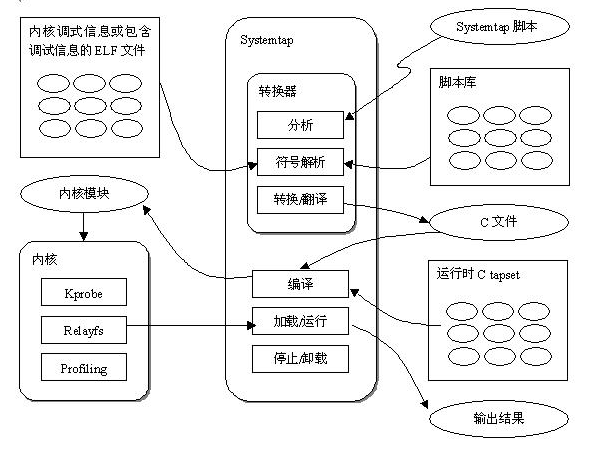 内核调式信息或包含
调试信息的 ELF 文件
Systemtap
Systemtap 脚本
转换器
分析
脚本库
符号解析
转换/翻译
内核模块
C 文件
内核
Kprobe
Relayfs
Profiling
编译
加载/运行
停止/卸载
运行时 C tapset
输出结果